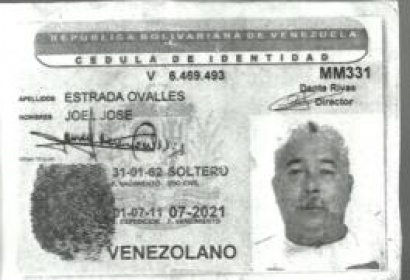 REPUBLICA BOLIVARIANA DE VENEZUELA
CEDULA DE IDENTIDAD
V 6.469.493 MM331
Dante Rivas
Director
APELLIDOS ESTRADA OVALLES
NOMBRES JOEL JOSE
31-01-62 SOLTERO
F. NACIMIENTO EDO CIVIL
01-07-11 07-2021
F. EXPEDICION F. VENCIMIENTO
VENEZOLANO